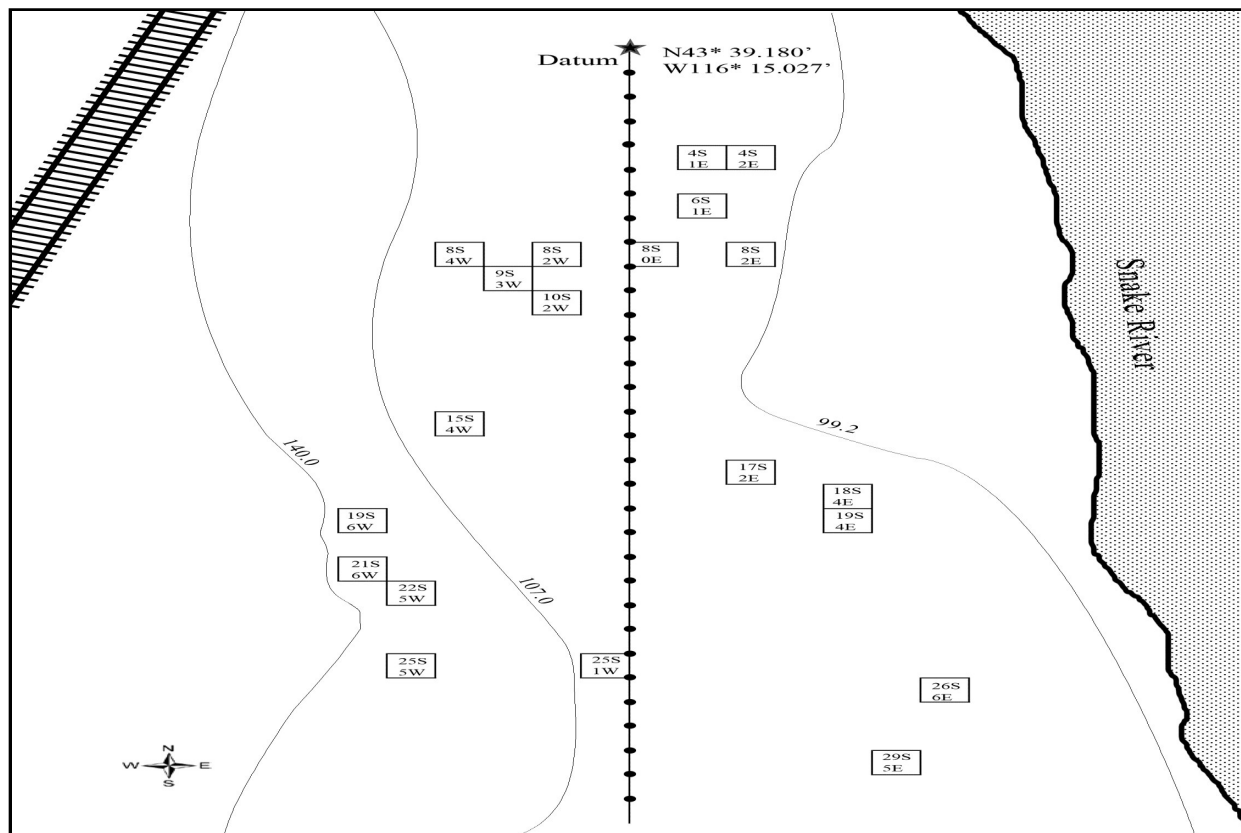 Datum
N43* 39.180’
W116* 15.027’
4S
1E
4S
2E
6S
1E
8S
4W
8S
2W
8S
0E
8S
2E
9S
3W
10S
2W
Snake River
15S
4W
99.2
140.0
17S
2E
18S
4E
19S
4E
19S
6W
21S
6W
22S
5W
107.0
25S
5W
25S
1W
26S
6E
29S
5E
N
W
E
S